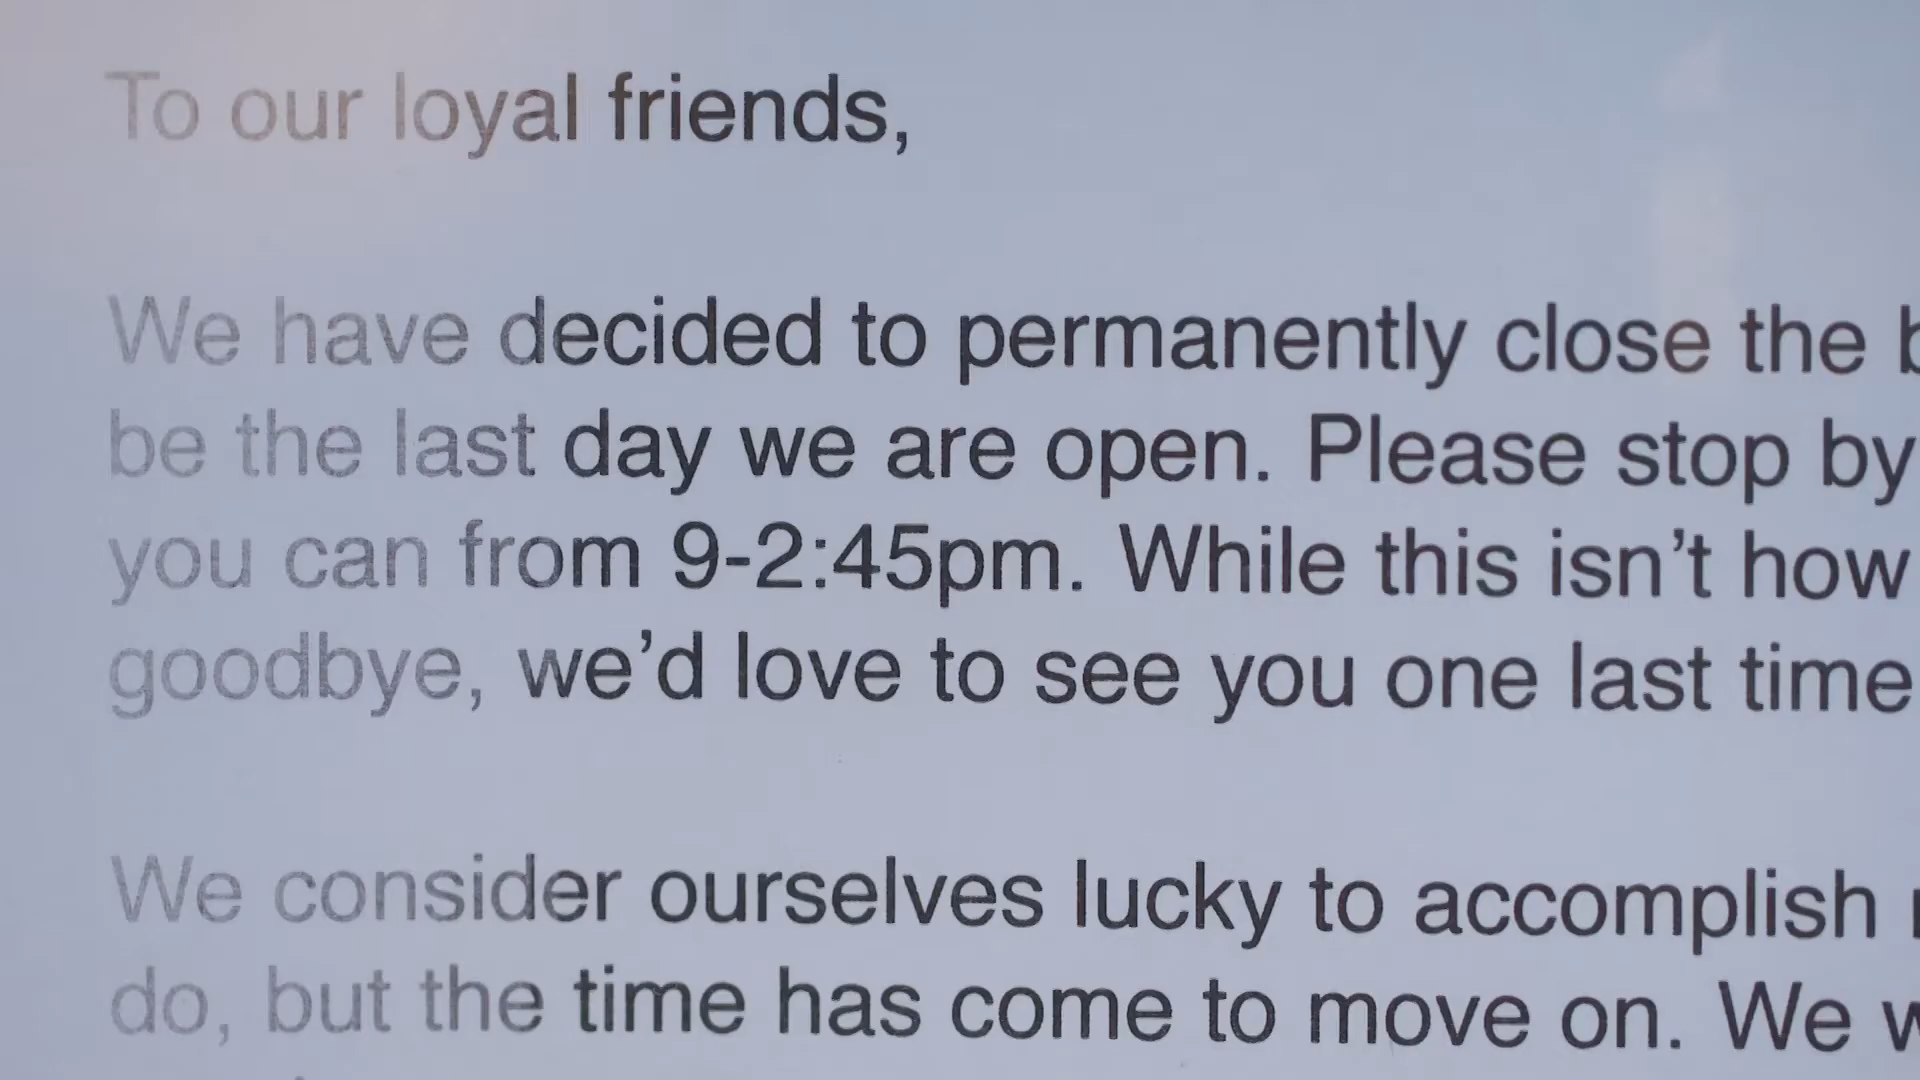 To our loyal friends,
We have decided to permanently close the
be the last day we are open. Please stop by
you can from 9-2:45pm. While this isn't how
goodbye, we'd love to see you one last time
We consider ourselves lucky to accomplish
do, but the time has come to move on. We